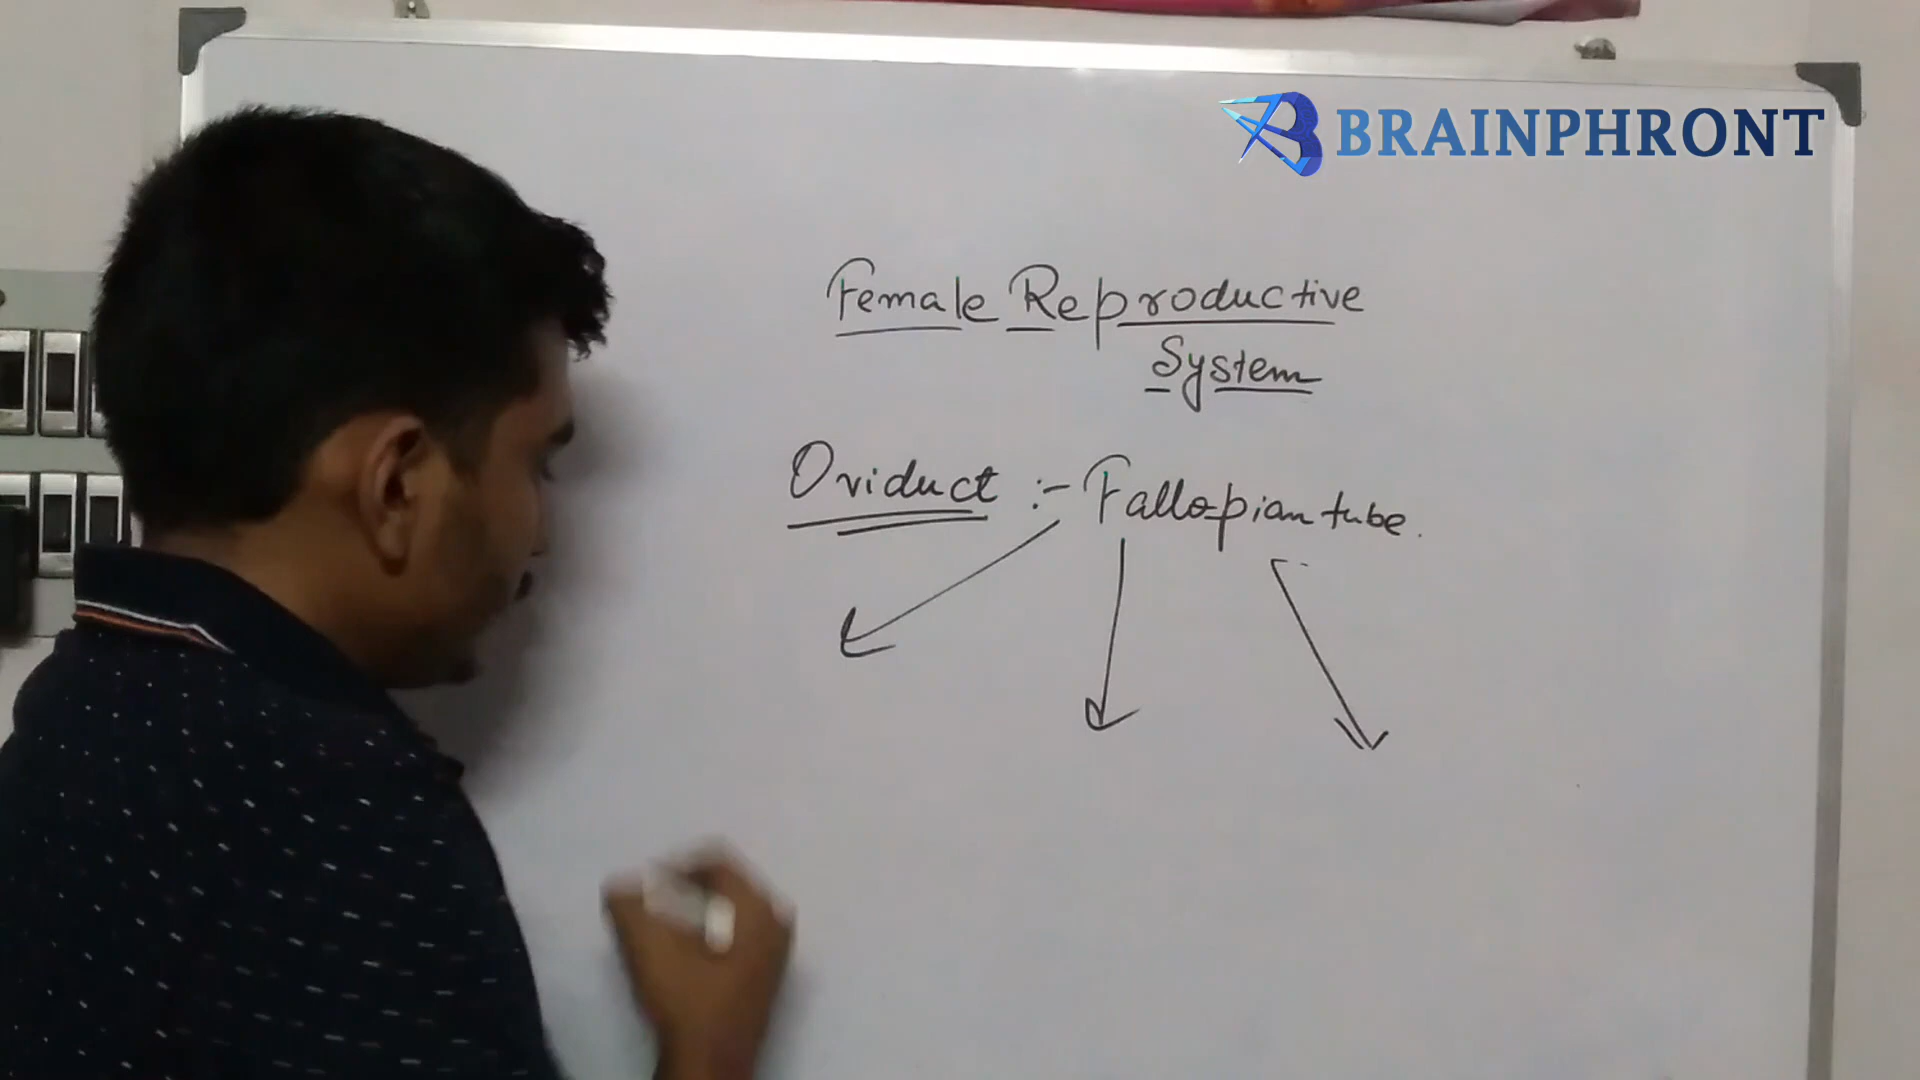 BRAINPHRONT
Female Reproductive
System
Oviduct :- Fallopian tube.